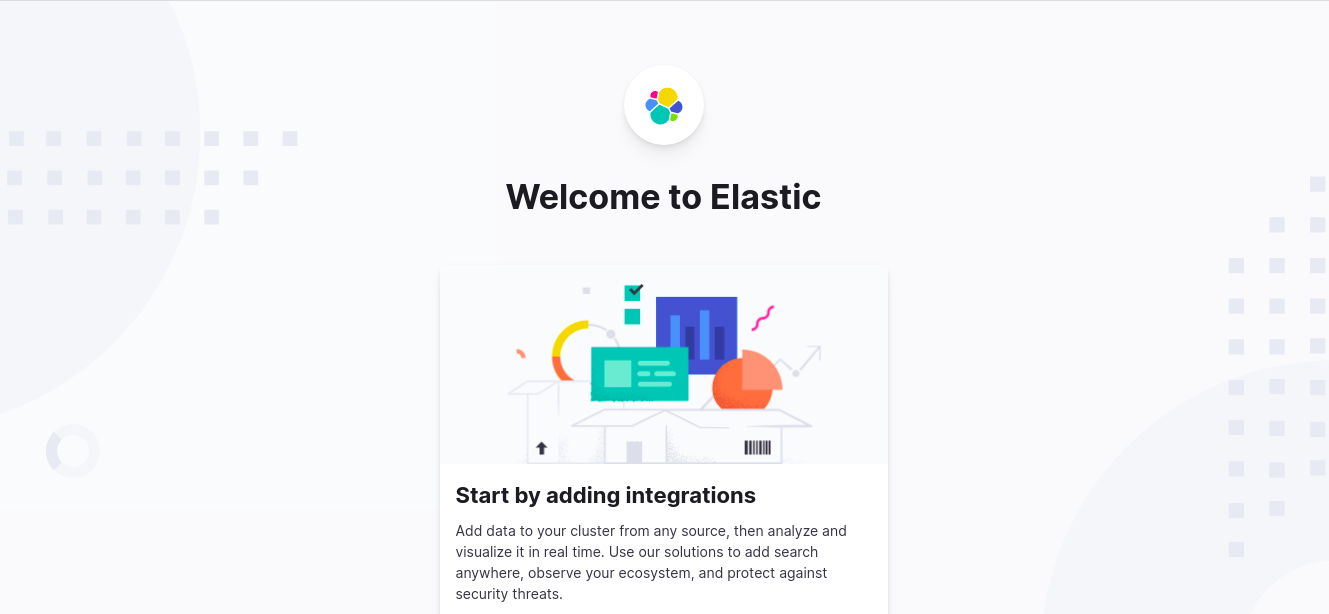 Welcome to Elastic
Start by adding integrations
Add data to your cluster from any source, then analyze and
visualize it in real time. Use our solutions to add search
anywhere, observe your ecosystem, and protect against
security threats.